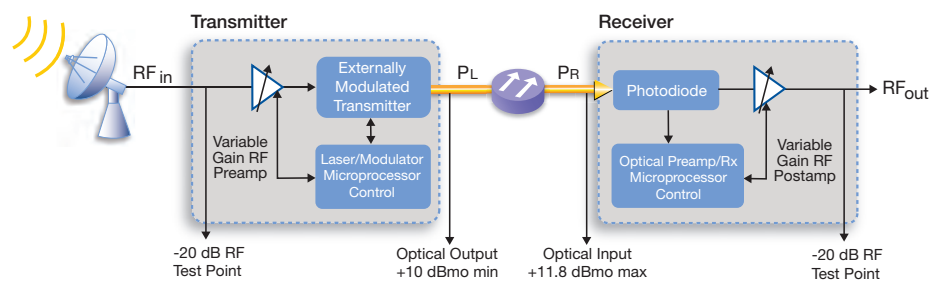 Transmitter
Receiver
RFin
Externally
Modulated
Transmitter
PL
PR
Photodiode
RFout
Variable
Gain RF
Preamp
Laser/Modulator
Microprocessor
Control
Optical Preamp/Rx
Microprocessor
Control
Variable
Gain RF
Postamp
-20 dB RF
Test Point
Optical Output
+10 dBmo min
Optical Input
+11.8 dBmo max
-20 dB RF
Test Point